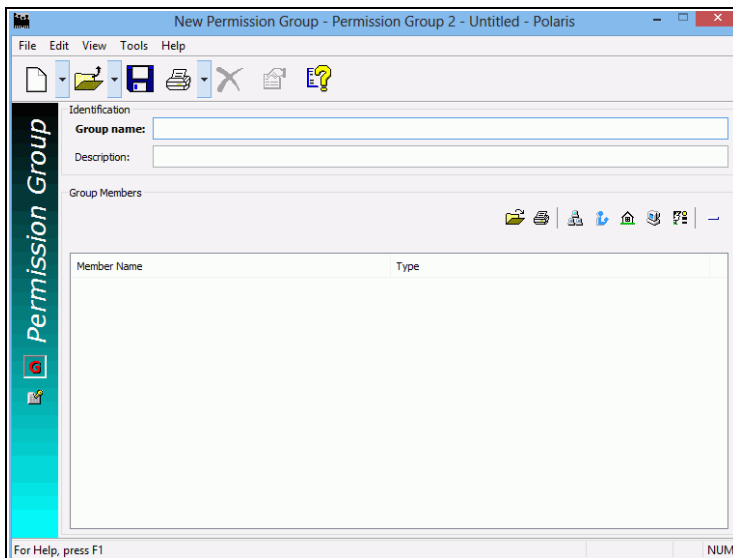 New Permission Group - Permission Group 2 - Untitled - Polaris
File Edit View Tools Help
Identification
Group name:
Description:
Group Members
Member Name Type
Permission Group
G
For Help, press F1 NUM